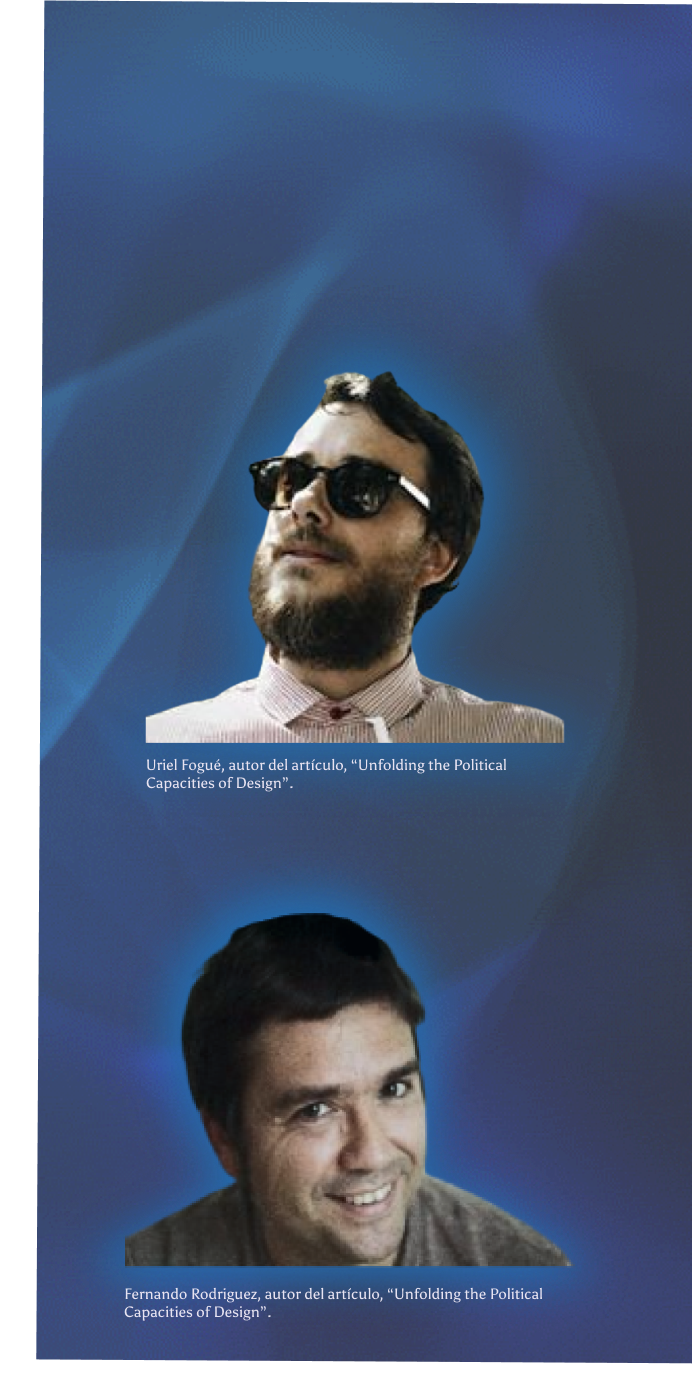 Uriel Fogué, autor del artículo, “Unfolding the Political
Capacities of Design”.
Fernando Rodriguez, autor del artículo, “Unfolding the Political
Capacities of Design”.